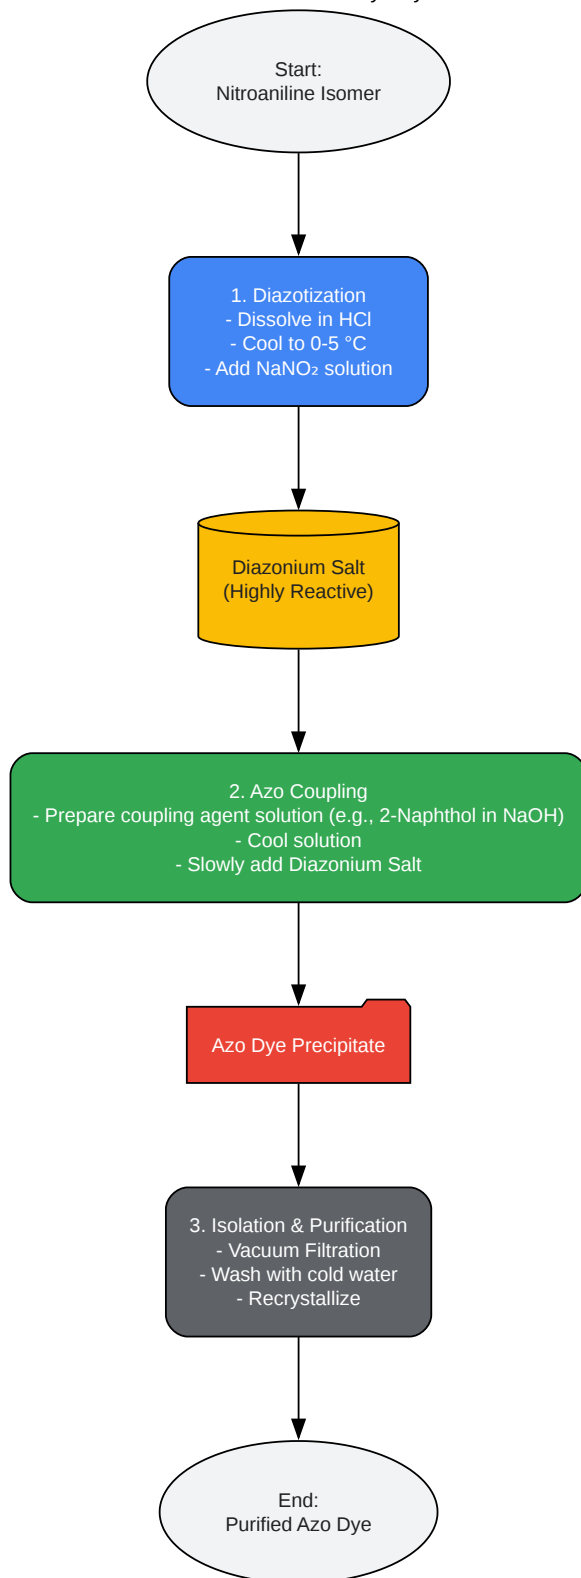 Start:
Nitroaniline Isomer
1. Diazotization
- Dissolve in HCl
- Cool to 0-5 °C
- Add NaNO₂ solution
Diazonium Salt
(Highly Reactive)
2. Azo Coupling
- Prepare coupling agent solution (e.g., 2-Naphthol in NaOH)
- Cool solution
- Slowly add Diazonium Salt
Azo Dye Precipitate
3. Isolation & Purification
- Vacuum Filtration
- Wash with cold water
- Recrystallize
End:
Purified Azo Dye